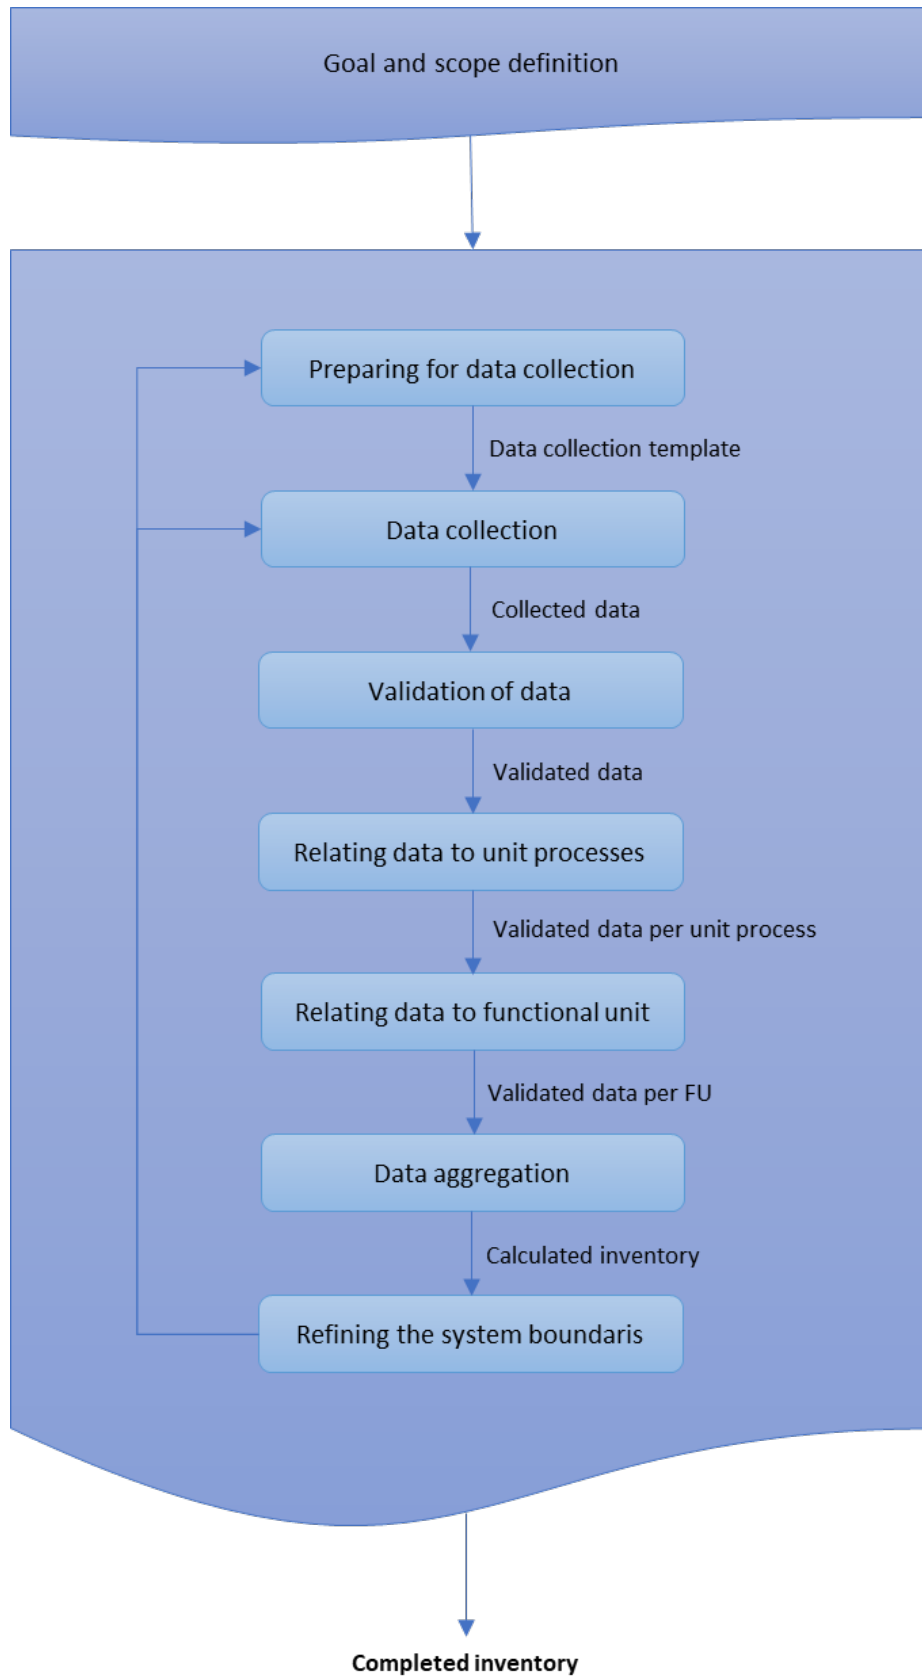 Goal and scope definition
Preparing for data collection
Data collection template
Data collection
Collected data
Validation of data
Validated data
Relating data to unit processes
Validated data per unit process
Relating data to functional unit
Validated data per FU
Data aggregation
Calculated inventory
Refining the system boundaris
Completed inventory